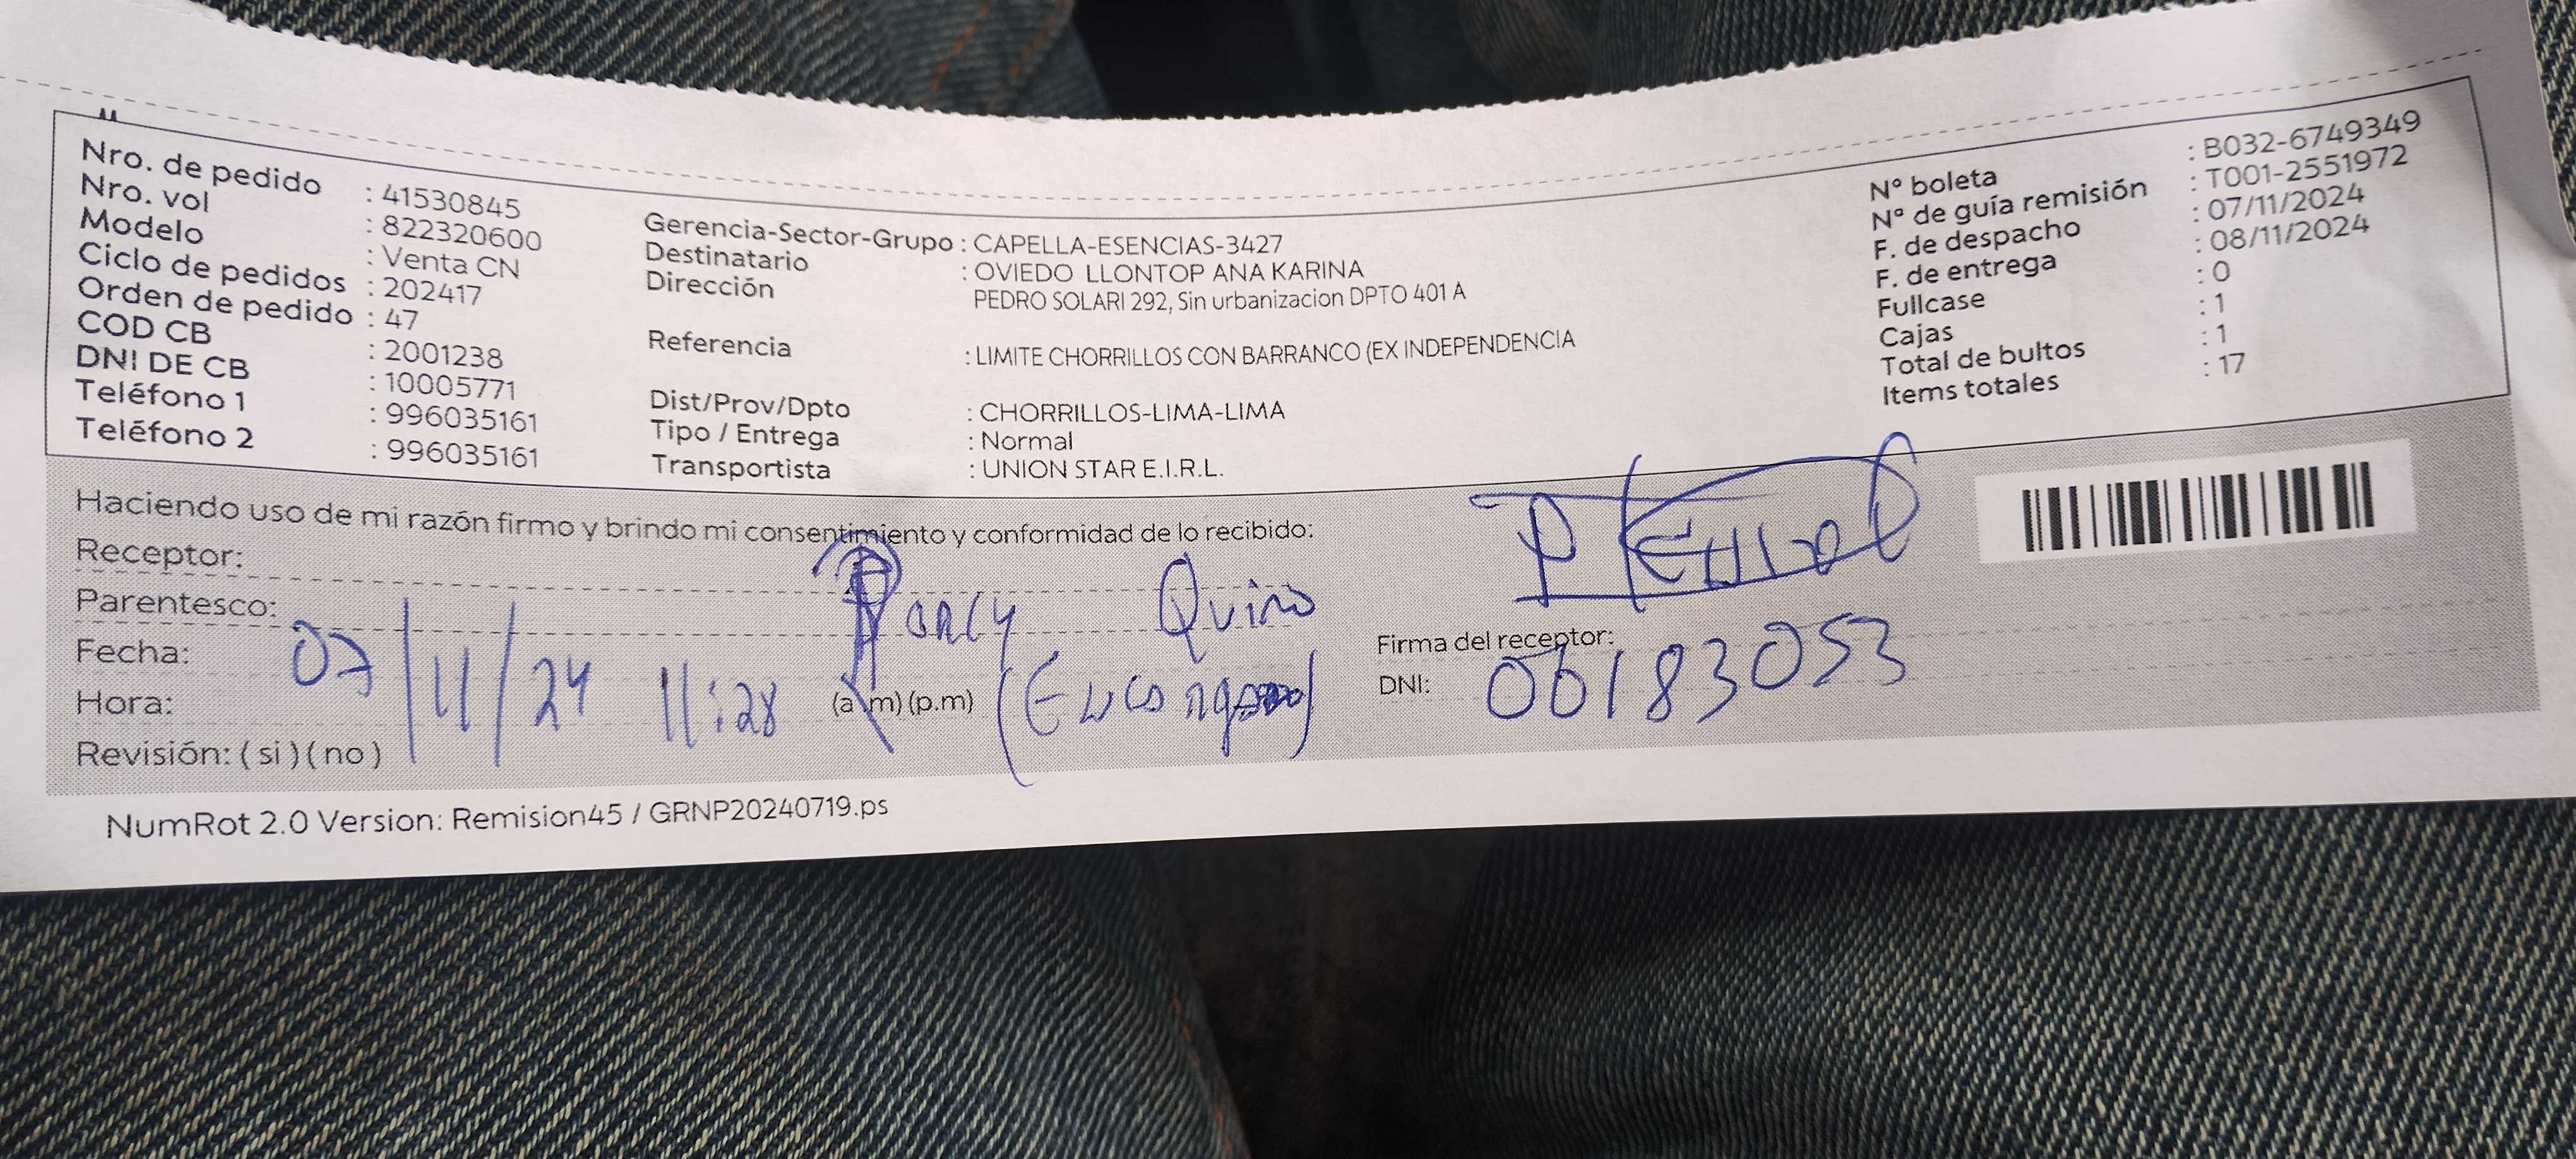 Nro. de pedido : 41530845
Nro. vol : 822320600
Modelo : Venta CN
Ciclo de pedidos : 202417
Orden de pedido : 47
COD CB : 2001238
DNI DE CB : 10005771
Teléfono 1 : 996035161
Teléfono 2 : 996035161
Gerencia-Sector-Grupo : CAPELLA-ESENCIAS-3427
Destinatario : OVIEDO LLONTOP ANA KARINA
Dirección PEDRO SOLARI 292, Sin urbanizacion DPTO 401 A
Referencia : LIMITE CHORRILLOS CON BARRANCO (EX INDEPENDENCIA
Dist/Prov/Dpto : CHORRILLOS-LIMA-LIMA
Tipo / Entrega : Normal
Transportista : UNION STAR E.I.R.L.
N° boleta : B032-6749349
N° de guía remisión : T001-2551972
F. de despacho : 07/11/2024
F. de entrega : 08/11/2024
Fullcase : 0
Cajas : 1
Total de bultos : 1
Items totales : 17
Haciendo uso de mi razón firmo y brindo mi consentimiento y conformidad de lo recibido:
Receptor:
Parentesco:
Fecha: 07/11/24
Hora: 11:28 (a m) (p.m)
Revisión: ( si ) ( no )
Firma del receptor:
DNI: 06183053
NumRot 2.0 Version: Remision45 / GRNP20240719.ps